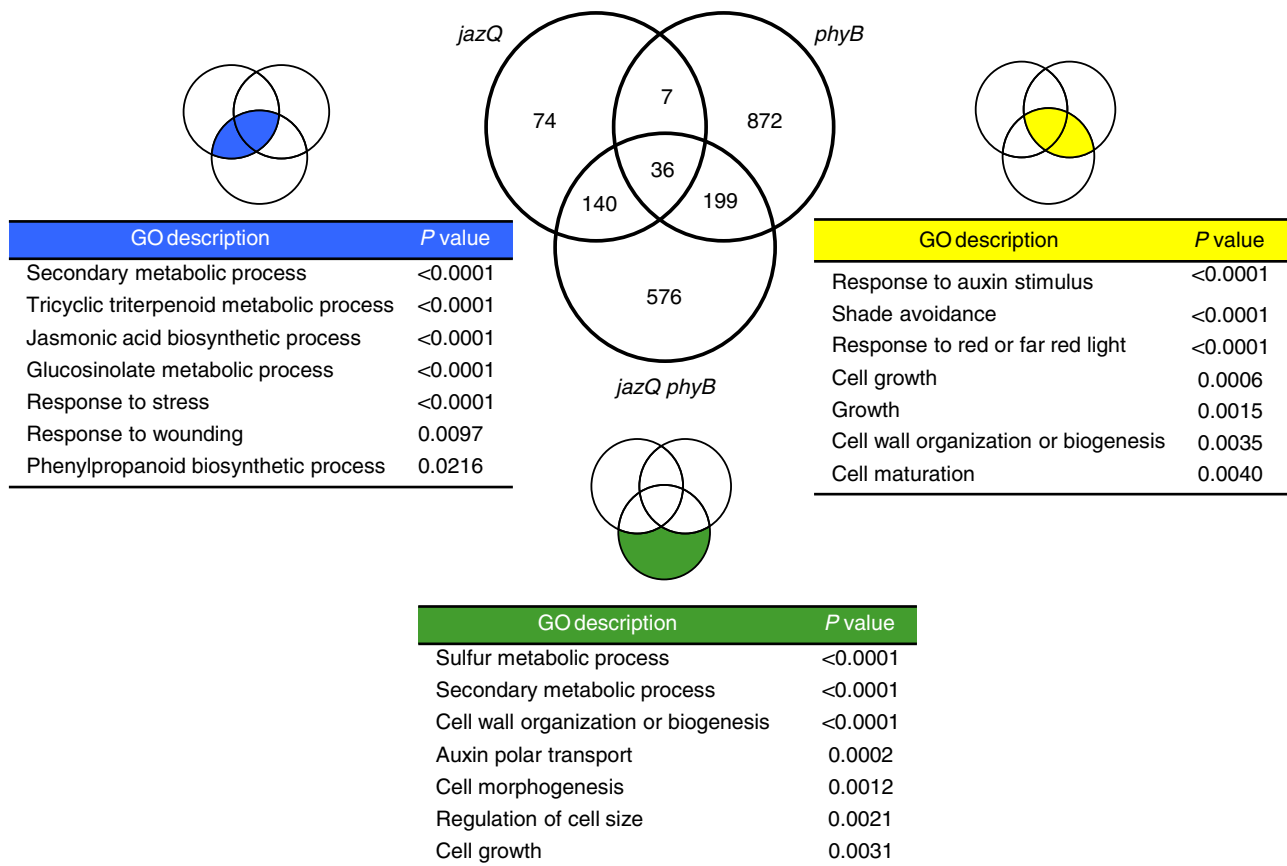 jazQ
phyB
7
74
872
36
140
199
576
jazQ phyB
GO description P value
Secondary metabolic process <0.0001
Tricyclic triterpenoid metabolic process <0.0001
Jasmonic acid biosynthetic process <0.0001
Glucosinolate metabolic process <0.0001
Response to stress <0.0001
Response to wounding 0.0097
Phenylpropanoid biosynthetic process 0.0216
GO description P value
Response to auxin stimulus <0.0001
Shade avoidance <0.0001
Response to red or far red light <0.0001
Cell growth 0.0006
Growth 0.0015
Cell wall organization or biogenesis 0.0035
Cell maturation 0.0040
GO description P value
Sulfur metabolic process <0.0001
Secondary metabolic process <0.0001
Cell wall organization or biogenesis <0.0001
Auxin polar transport 0.0002
Cell morphogenesis 0.0012
Regulation of cell size 0.0021
Cell growth 0.0031